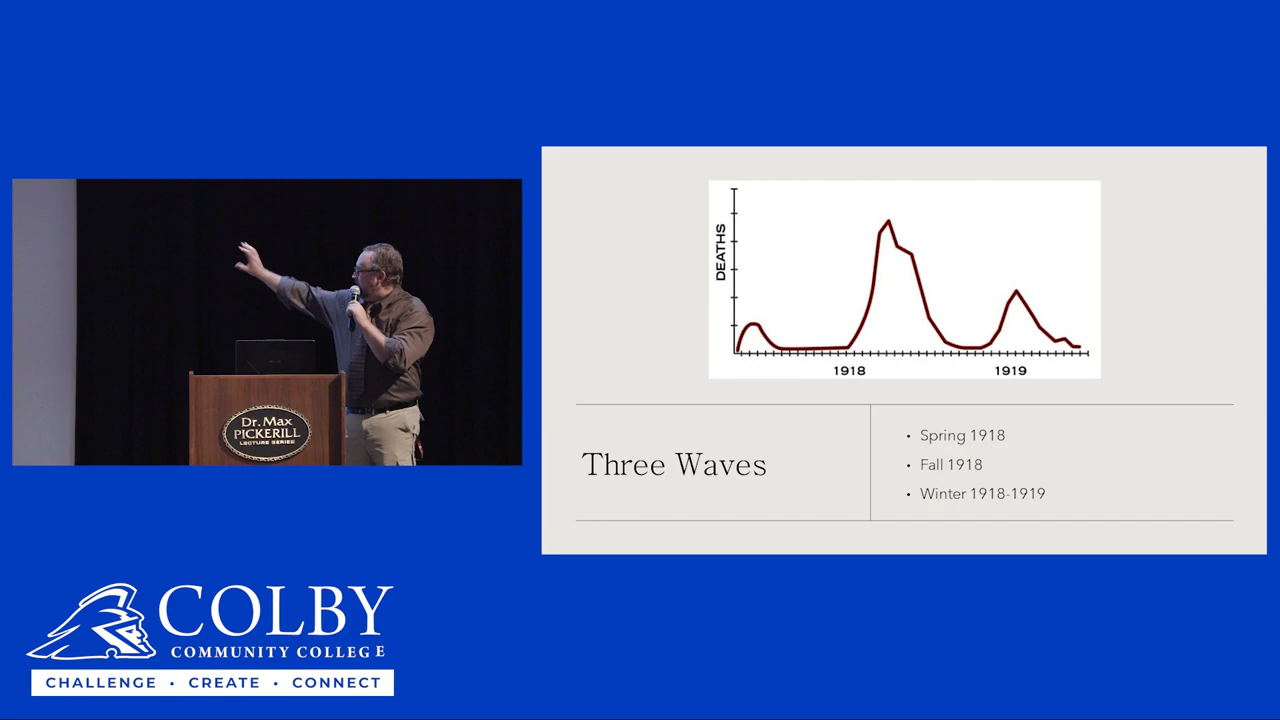 Dr. Max
PICKERILL
LECTURE SERIES
DEATHS
1918
1919
Three Waves
• Spring 1918
• Fall 1918
• Winter 1918-1919
COLBY
COMMUNITY COLLEGE
CHALLENGE • CREATE • CONNECT